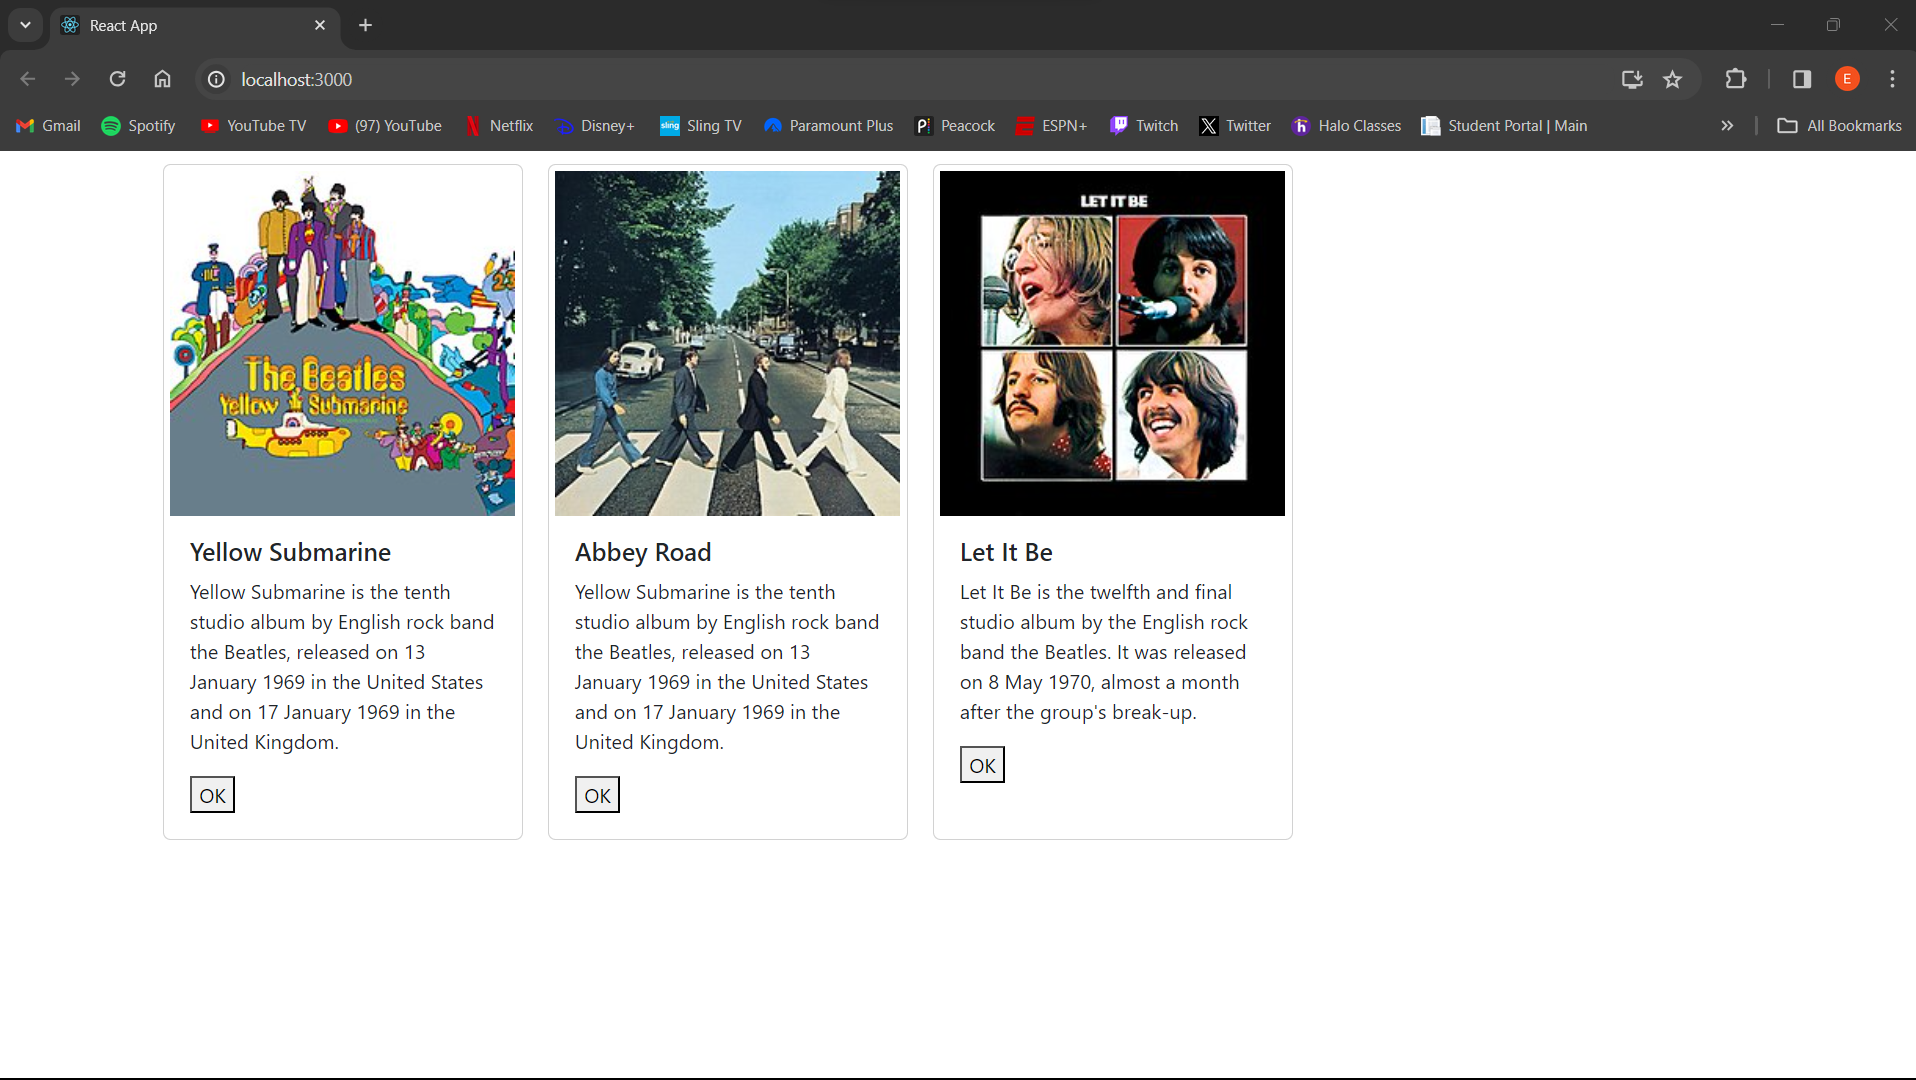 React App
localhost:3000
E
Gmail Spotify YouTube TV (97) YouTube Netflix Disney+ sling Sling TV Paramount Plus Peacock ESPN+ Twitch Twitter h Halo Classes Student Portal | Main All Bookmarks
The Beatles
Yellow Submarine
Yellow Submarine
Yellow Submarine is the tenth
studio album by English rock band
the Beatles, released on 13
January 1969 in the United States
and on 17 January 1969 in the
United Kingdom.
OK
Abbey Road
Yellow Submarine is the tenth
studio album by English rock band
the Beatles, released on 13
January 1969 in the United States
and on 17 January 1969 in the
United Kingdom.
OK
LET IT BE
Let It Be
Let It Be is the twelfth and final
studio album by the English rock
band the Beatles. It was released
on 8 May 1970, almost a month
after the group's break-up.
OK